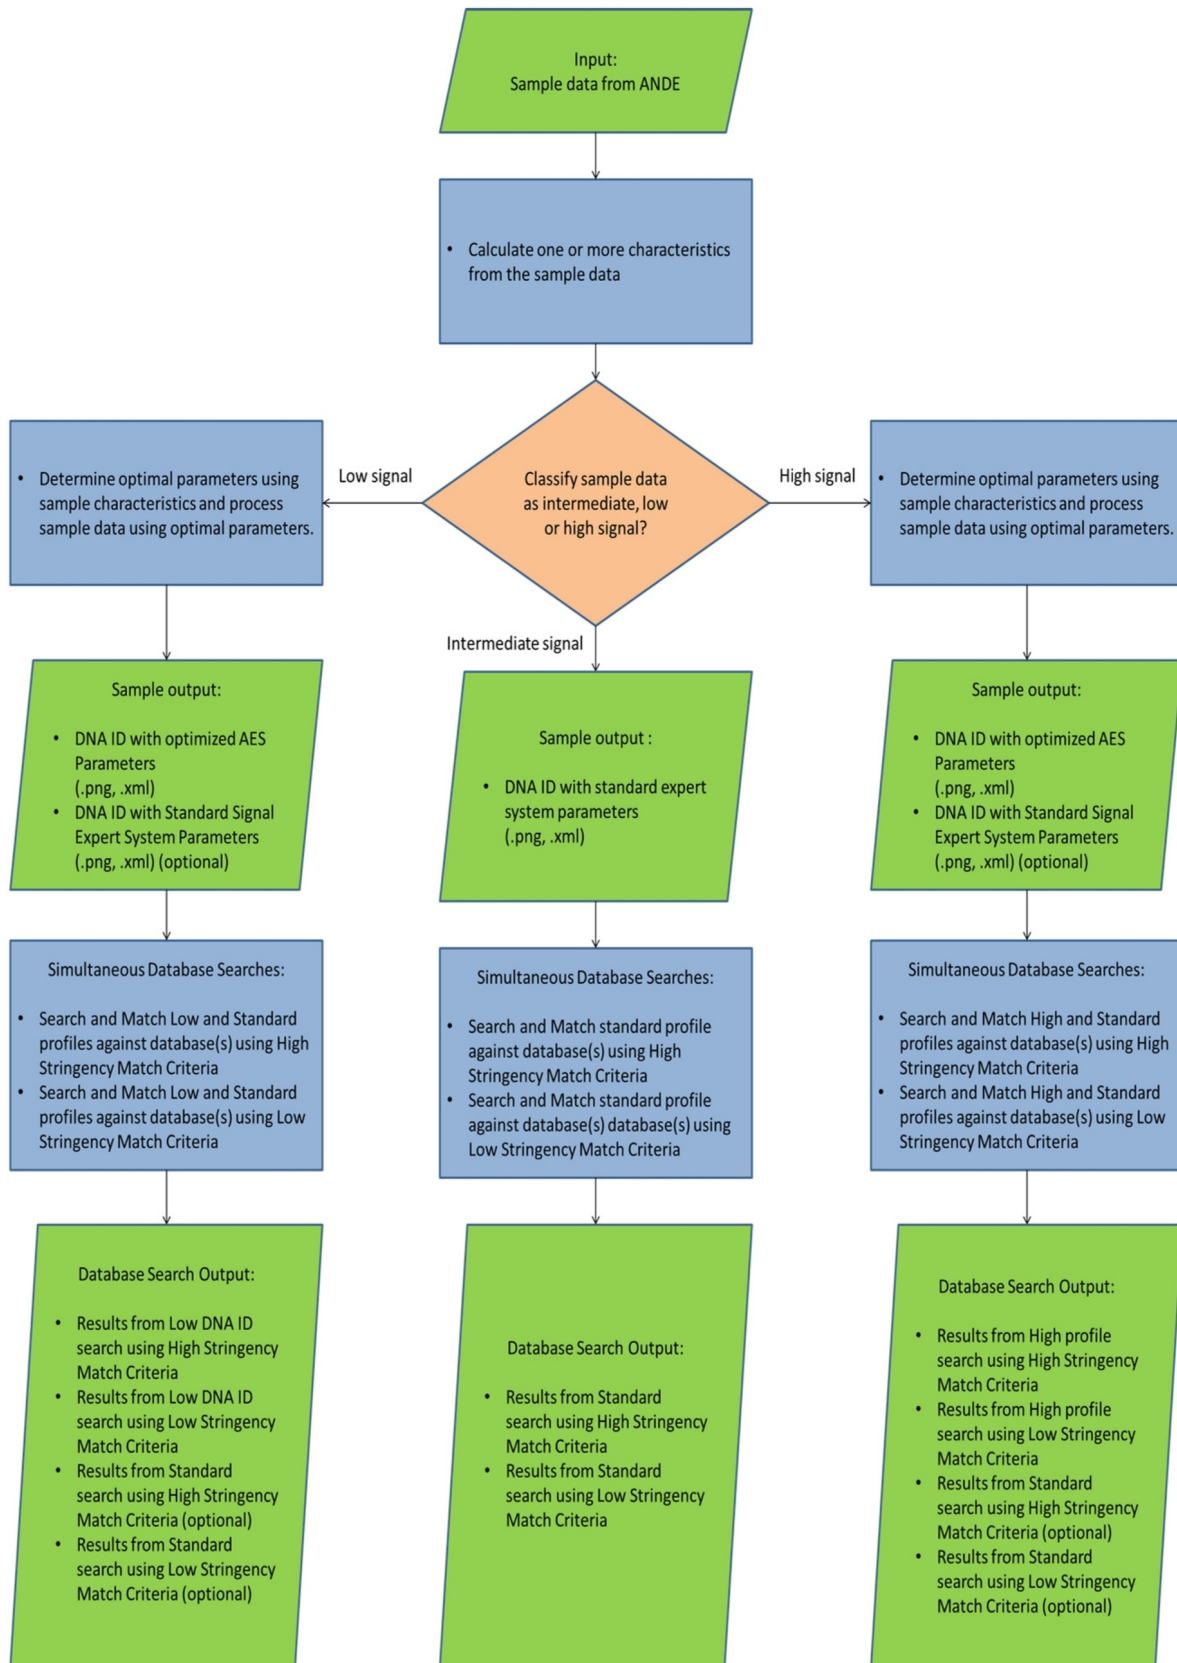 Input:
Sample data from ANDE
• Calculate one or more characteristics
from the sample data
Classify sample data
as intermediate, low
or high signal?
Low signal
High signal
Intermediate signal
• Determine optimal parameters using
sample characteristics and process
sample data using optimal parameters.
Sample output:
• DNA ID with optimized AES
Parameters
(.png, .xml)
• DNA ID with Standard Signal
Expert System Parameters
(.png, .xml) (optional)
Simultaneous Database Searches:
• Search and Match Low and Standard
profiles against database(s) using High
Stringency Match Criteria
• Search and Match Low and Standard
profiles against database(s) using Low
Stringency Match Criteria
Database Search Output:
• Results from Low DNA ID
search using High Stringency
Match Criteria
• Results from Low DNA ID
search using Low Stringency
Match Criteria
• Results from Standard
search using High Stringency
Match Criteria (optional)
• Results from Standard
search using Low Stringency
Match Criteria (optional)
Sample output :
• DNA ID with standard expert
system parameters
(.png, .xml)
Simultaneous Database Searches:
• Search and Match standard profile
against database(s) using High
Stringency Match Criteria
• Search and Match standard profile
against database(s) database(s) using
Low Stringency Match Criteria
Database Search Output:
• Results from Standard
search using High Stringency
Match Criteria
• Results from Standard
search using Low Stringency
Match Criteria
• Determine optimal parameters using
sample characteristics and process
sample data using optimal parameters.
Sample output:
• DNA ID with optimized AES
Parameters
(.png, .xml)
• DNA ID with Standard Signal
Expert System Parameters
(.png, .xml) (optional)
Simultaneous Database Searches:
• Search and Match High and Standard
profiles against database(s) using High
Stringency Match Criteria
• Search and Match High and Standard
profiles against database(s) using Low
Stringency Match Criteria
Database Search Output:
• Results from High profile
search using High Stringency
Match Criteria
• Results from High profile
search using Low Stringency
Match Criteria
• Results from Standard
search using High Stringency
Match Criteria (optional)
• Results from Standard
search using Low Stringency
Match Criteria (optional)